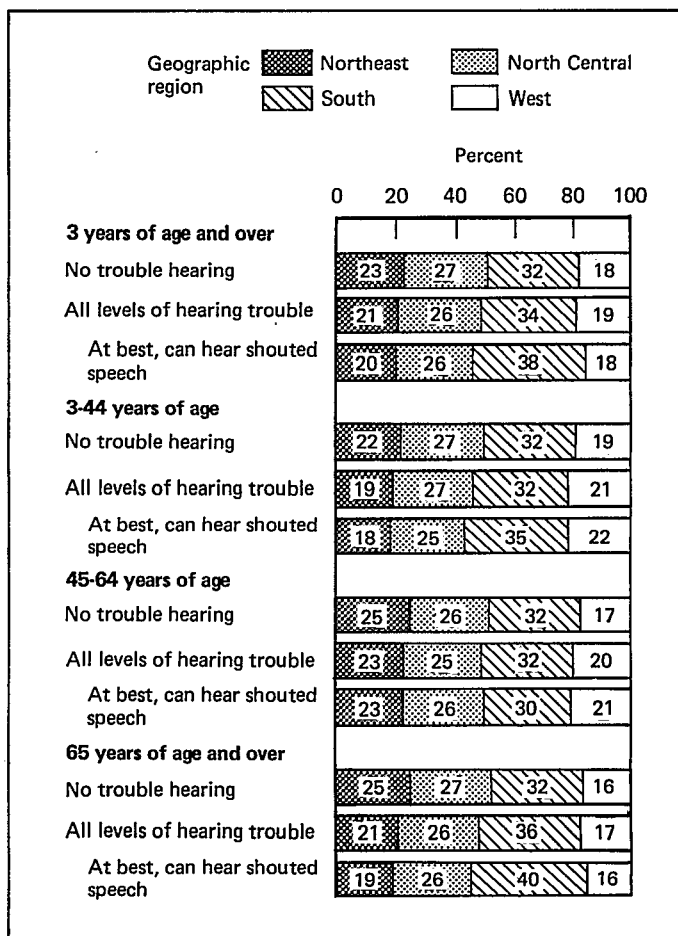 Geographic region
Northeast
North Central
South
West
Percent
0 20 40 60 80 100
3 years of age and over
No trouble hearing 23 27 32 18
All levels of hearing trouble 21 26 34 19
At best, can hear shouted
speech 20 26 38 18
3-44 years of age
No trouble hearing 22 27 32 19
All levels of hearing trouble 19 27 32 21
At best, can hear shouted
speech 18 25 35 22
45-64 years of age
No trouble hearing 25 26 32 17
All levels of hearing trouble 23 25 32 20
At best, can hear shouted
speech 23 26 30 21
65 years of age and over
No trouble hearing 25 27 32 16
All levels of hearing trouble 21 26 36 17
At best, can hear shouted
speech 19 26 40 16